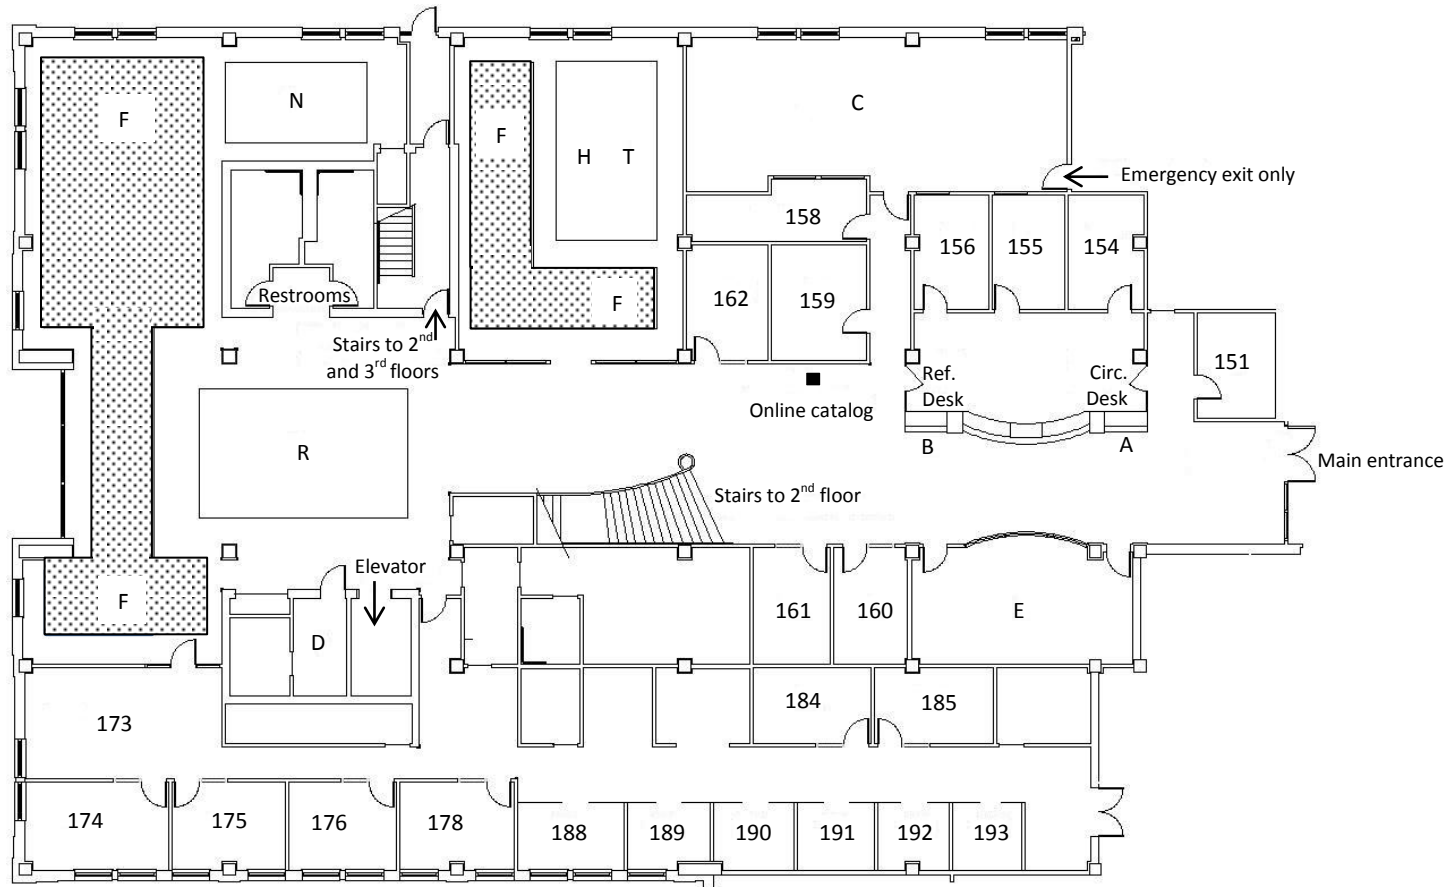 N
F
C
F
H T
Emergency exit only
158
156 155 154
Restrooms
162 159
F
Stairs to 2nd
and 3rd floors
151
Ref.
Desk
Circ.
Desk
Online catalog
B
A
R
Main entrance
Stairs to 2nd floor
Elevator
F
D
161 160
E
173
184 185
174 175 176 178
188 189 190 191 192 193